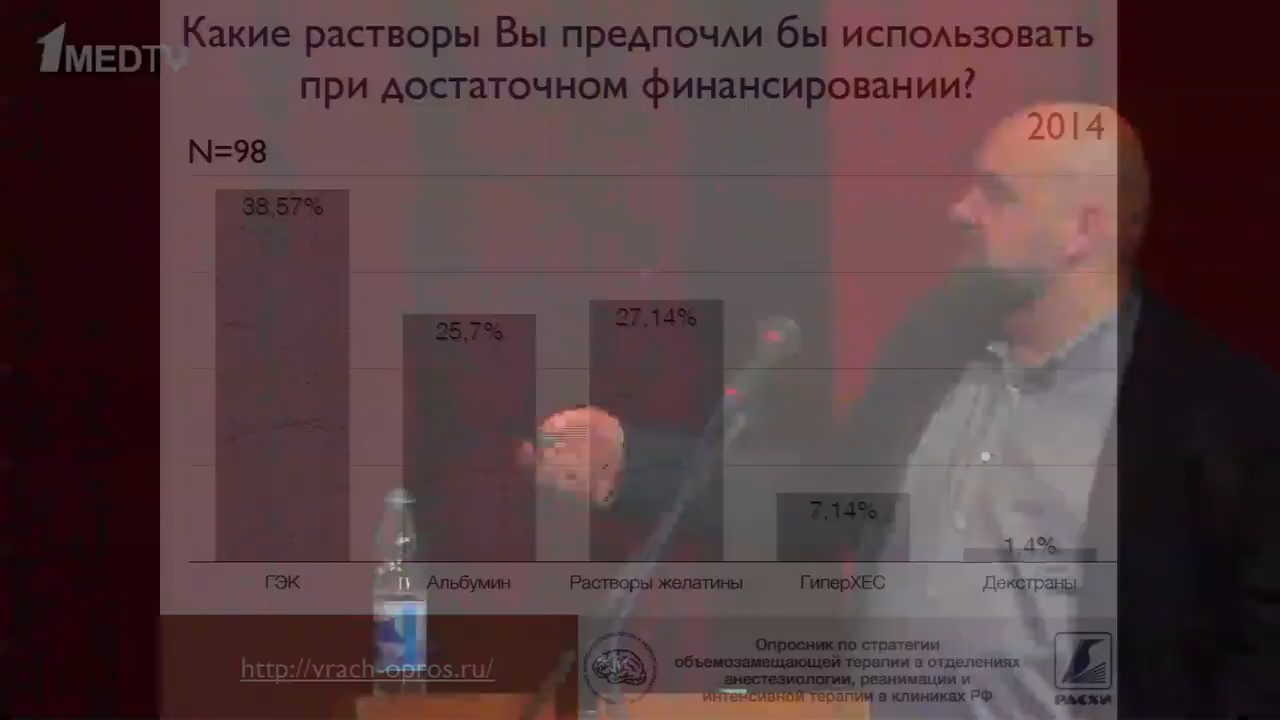 1MEDTV
Какие растворы Вы предпочли бы использовать
при достаточном финансировании?
2014
N=98
38,57%
25,7%
27,14%
7,14%
1,4%
ГЭК
Альбумин
Растворы желатины
ГиперХЕС
Декстраны
http://vrach-opros.ru/
Опросник по стратегии
объемозамещающей терапии в отделениях
анестезиологии, реанимации и
интенсивной терапии в клиниках РФ
РАСХИ